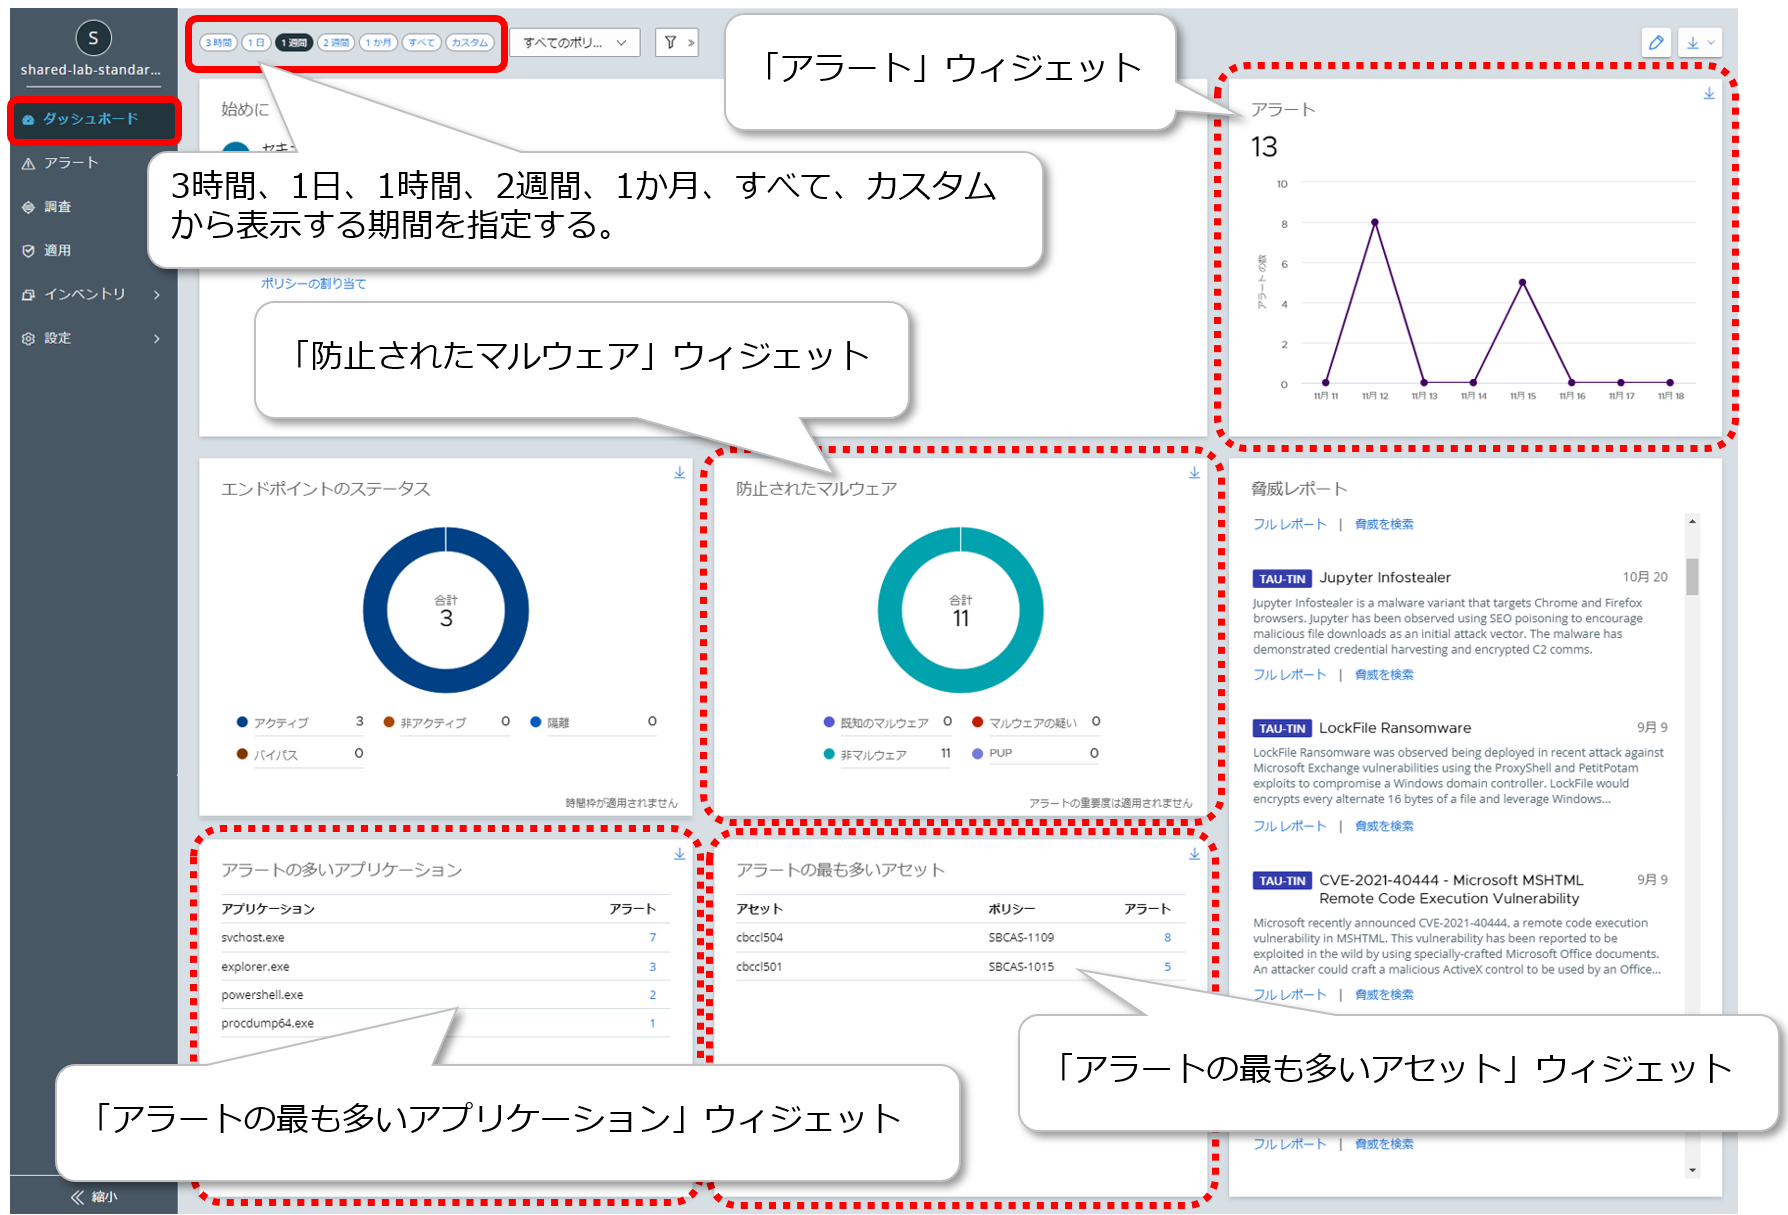 S
shared-lab-standar...
ダッシュボード
アラート
調査
適用
インベントリ
設定
縮小
3 時間
1 日
1 週間
2 週間
1 か月
すべて
カスタム
すべてのポリ...
「アラート」ウィジェット
始めに
3時間、1日、1時間、2週間、1か月、すべて、カスタム
から表示する期間を指定する。
ポリシーの割り当て
「防止されたマルウェア」ウィジェット
アラート
13
アラート の数
10
8
6
4
2
0
11月 11
11月 12
11月 13
11月 14
11月 15
11月 16
11月 17
11月 18
エンドポイントのステータス
合計
3
アクティブ 3
非アクティブ 0
隔離 0
バイパス 0
時間枠が適用されません
防止されたマルウェア
合計
11
既知のマルウェア 0
マルウェアの疑い 0
非マルウェア 11
PUP 0
アラートの重要度は適用されません
脅威レポート
フル レポート | 脅威を検索
TAU-TIN Jupyter Infostealer 10月 20
Jupyter Infostealer is a malware variant that targets Chrome and Firefox
browsers. Jupyter has been observed using SEO poisoning to encourage
malicious file downloads as an initial attack vector. The malware has
demonstrated credential harvesting and encrypted C2 comms.
フル レポート | 脅威を検索
TAU-TIN LockFile Ransomware 9月 9
LockFile Ransomware was observed being deployed in recent attack against
Microsoft Exchange vulnerabilities using the ProxyShell and PetitPotam
exploits to compromise a Windows domain controller. LockFile would
encrypts every alternate 16 bytes of a file and leverage Windows...
フル レポート | 脅威を検索
TAU-TIN CVE-2021-40444 - Microsoft MSHTML 9月 9
Remote Code Execution Vulnerability
Microsoft recently announced CVE-2021-40444, a remote code execution
vulnerability in MSHTML. This vulnerability has been reported to be
exploited in the wild by using specially-crafted Microsoft Office documents.
An attacker could craft a malicious ActiveX control to be used by an Office...
フル レポート | 脅威を検索
フル レポート | 脅威を検索
アラートの多いアプリケーション
アプリケーション アラート
svchost.exe 7
explorer.exe 3
powershell.exe 2
procdump64.exe 1
「アラートの最も多いアプリケーション」ウィジェット
アラートの最も多いアセット
アセット ポリシー アラート
cbccl504 SBCAS-1109 8
cbccl501 SBCAS-1015 5
「アラートの最も多いアセット」ウィジェット